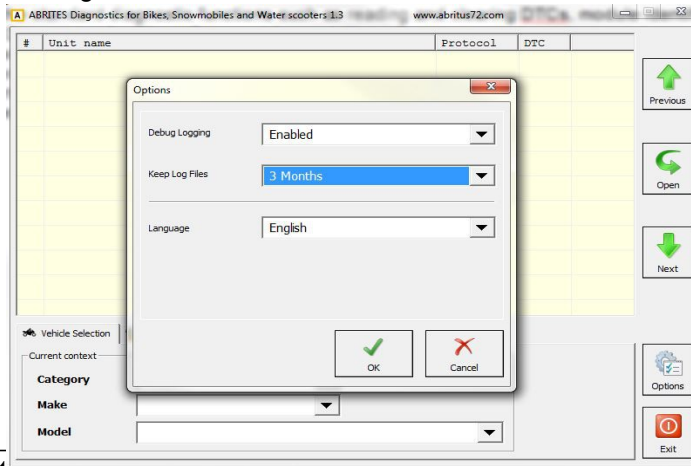 A ABRITES Diagnostics for Bikes, Snowmobiles and Water scooters 1.3 www.abritus72.com
# Unit name Protocol DTC
Options
Debug Logging Enabled
Keep Log Files 3 Months
Language English
OK Cancel
Previous
Open
Next
Vehicle Selection
Current context
Category
Make
Model
Options
Exit